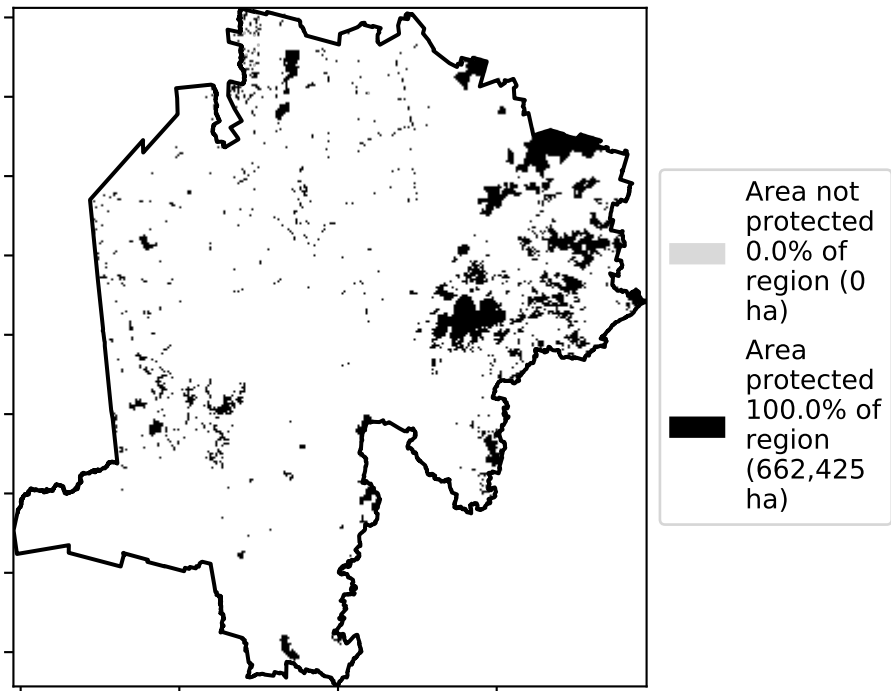 Area not
protected
0.0% of
region (0
ha)
Area
protected
100.0% of
region
(662,425
ha)